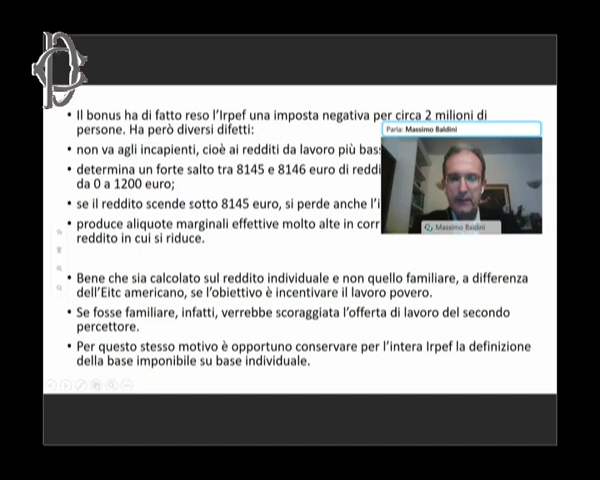 • Il bonus ha di fatto reso l'Irpef una imposta negativa per circa 2 milioni di
persone. Ha però diversi difetti:
• non va agli incapienti, cioè ai redditi da lavoro più
• determina un forte salto tra 8145 e 8146 euro di
da 0 a 1200 euro;
• se il reddito scende sotto 8145 euro, si perde anche
• produce aliquote marginali effettive molto alte in
reddito in cui si riduce.
Parla: Massimo Baldini
Massimo Baldini
• Bene che sia calcolato sul reddito individuale e non quello familiare, a differenza
dell'Eitc americano, se l'obiettivo è incentivare il lavoro povero.
• Se fosse familiare, infatti, verrebbe scoraggiata l'offerta di lavoro del secondo
percettore.
• Per questo stesso motivo è opportuno conservare per l'intera Irpef la definizione
della base imponibile su base individuale.